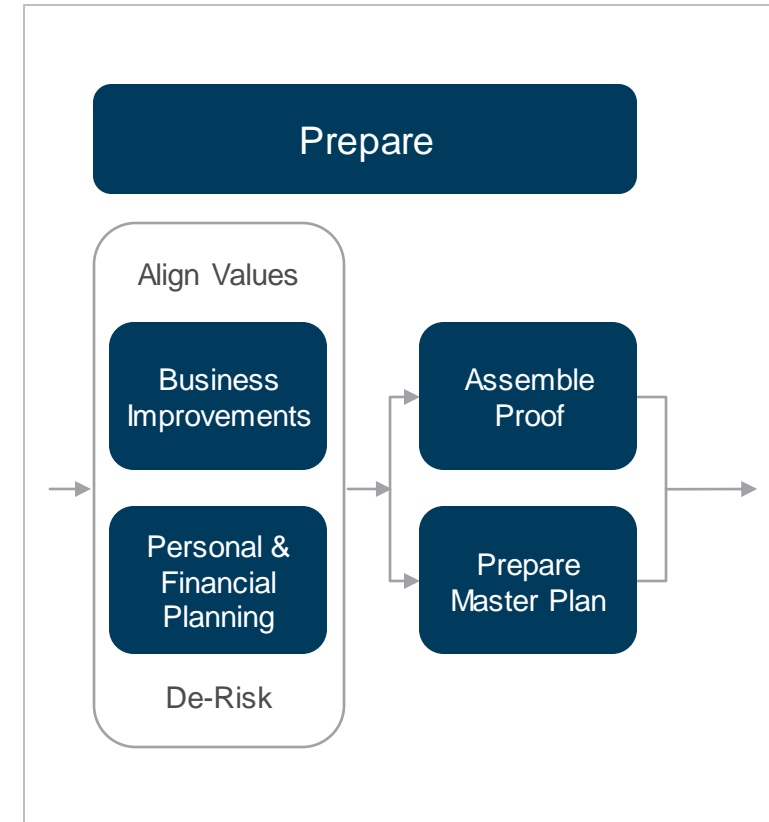 Prepare
Align Values
Business
Improvements
Personal &
Financial
Planning
De-Risk
Assemble
Proof
Prepare
Master Plan